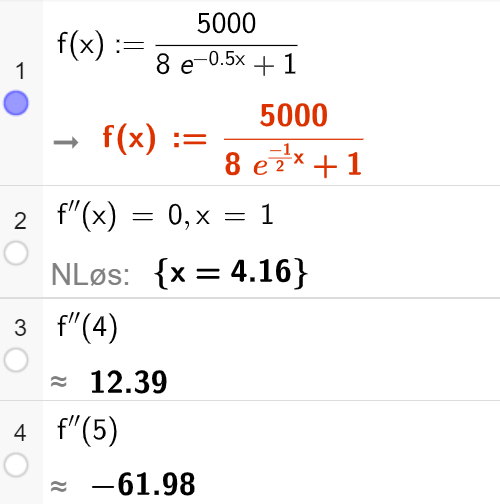 1
f(x) := 5000 / (8 e^(−0.5x) + 1)
→ f(x) := 5000 / (8 e^((−1/2) x) + 1)
2
f″(x) = 0, x = 1
NLøs: {x = 4.16}
3
f″(4)
≈ 12.39
4
f″(5)
≈ −61.98